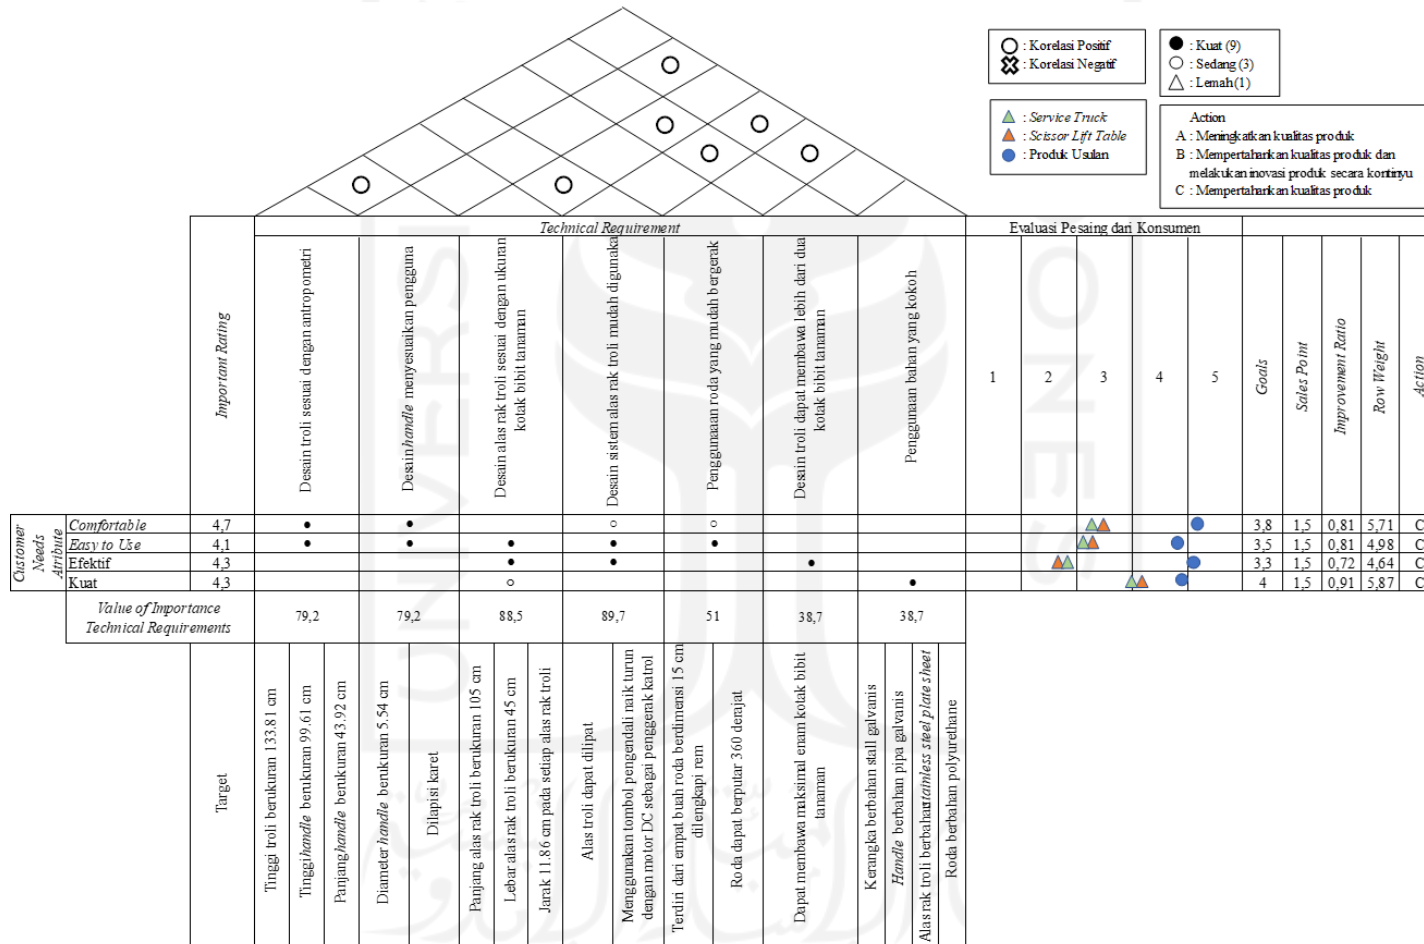 : Korelasi Positif
: Korelasi Negatif
: Kuat (9)
: Sedang (3)
: Lemah (1)
: Service Truck
: Scissor Lift Table
: Produk Usulan
Action
A : Meningkatkan kualitas produk
B : Mempertahankan kualitas produk dan
melakukan inovasi produk secara kontinyu
C : Mempertahankan kualitas produk
Technical Requirement
Evaluasi Pesaing dari Konsumen
Important Rating
Desain troli sesuai dengan antropometri
Desain handle menyesuaikan pengguna
Desain alas rak troli sesuai dengan ukuran
kotak bibit tanaman
Desain sistem alas rak troli mudah digunaka
Penggunaaan roda yang mudah bergerak
Desain troli dapat membawa lebih dari dua
kotak bibit tanaman
Penggunaan bahan yang kokoh
1 2 3 4 5
Goals
Sales Point
Improvement Ratio
Row Weight
Action
Customer
Needs
Atribute
Comfortable 4,7 3,8 1,5 0,81 5,71 C
Easy to Use 4,1 3,5 1,5 0,81 4,98 C
Efektif 4,3 3,3 1,5 0,72 4,64 C
Kuat 4,3 4 1,5 0,91 5,87 C
Value of Importance
Technical Requirements
79,2 79,2 88,5 89,7 51 38,7 38,7
Target
Tinggi troli berukuran 133.81 cm
Tinggi handle berukuran 99.61 cm
Panjang handle berukuran 43.92 cm
Diameter handle berukuran 5.54 cm
Dilapisi karet
Panjang alas rak troli berukuran 105 cm
Lebar alas rak troli berukuran 45 cm
Jarak 11.86 cm pada setiap alas rak troli
Alas troli dapat dilipat
Menggunakan tombol pengendali naik turun
dengan motor DC sebagai penggerak katrol
Terdiri dari empat buah roda berdimensi 15 cm
dilengkapi rem
Roda dapat berputar 360 derajat
Dapat membawa maksimal enam kotak bibit
tanaman
Kerangka berbahan stall galvanis
Handle berbahan pipa galvanis
Alas rak troli berbahan stainless steel plate sheet
Roda berbahan polyurethane